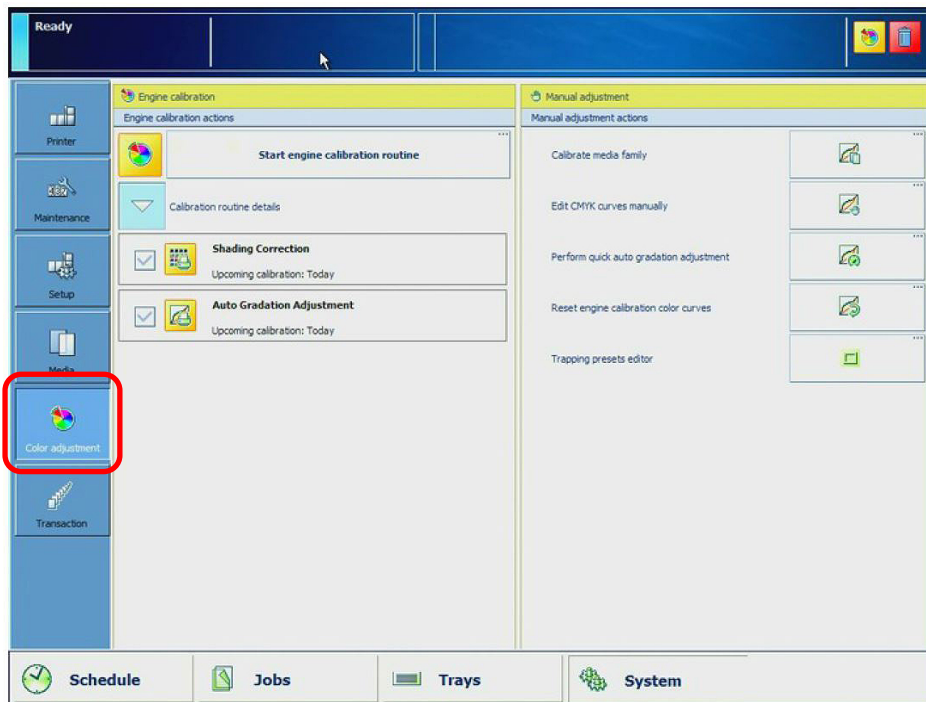 Ready
Printer
Maintenance
Setup
Media
Color adjustment
Transaction
Engine calibration
Engine calibration actions
Start engine calibration routine
Calibration routine details
Shading Correction
Upcoming calibration: Today
Auto Gradation Adjustment
Upcoming calibration: Today
Manual adjustment
Manual adjustment actions
Calibrate media family
Edit CMYK curves manually
Perform quick auto gradation adjustment
Reset engine calibration color curves
Trapping presets editor
Schedule
Jobs
Trays
System